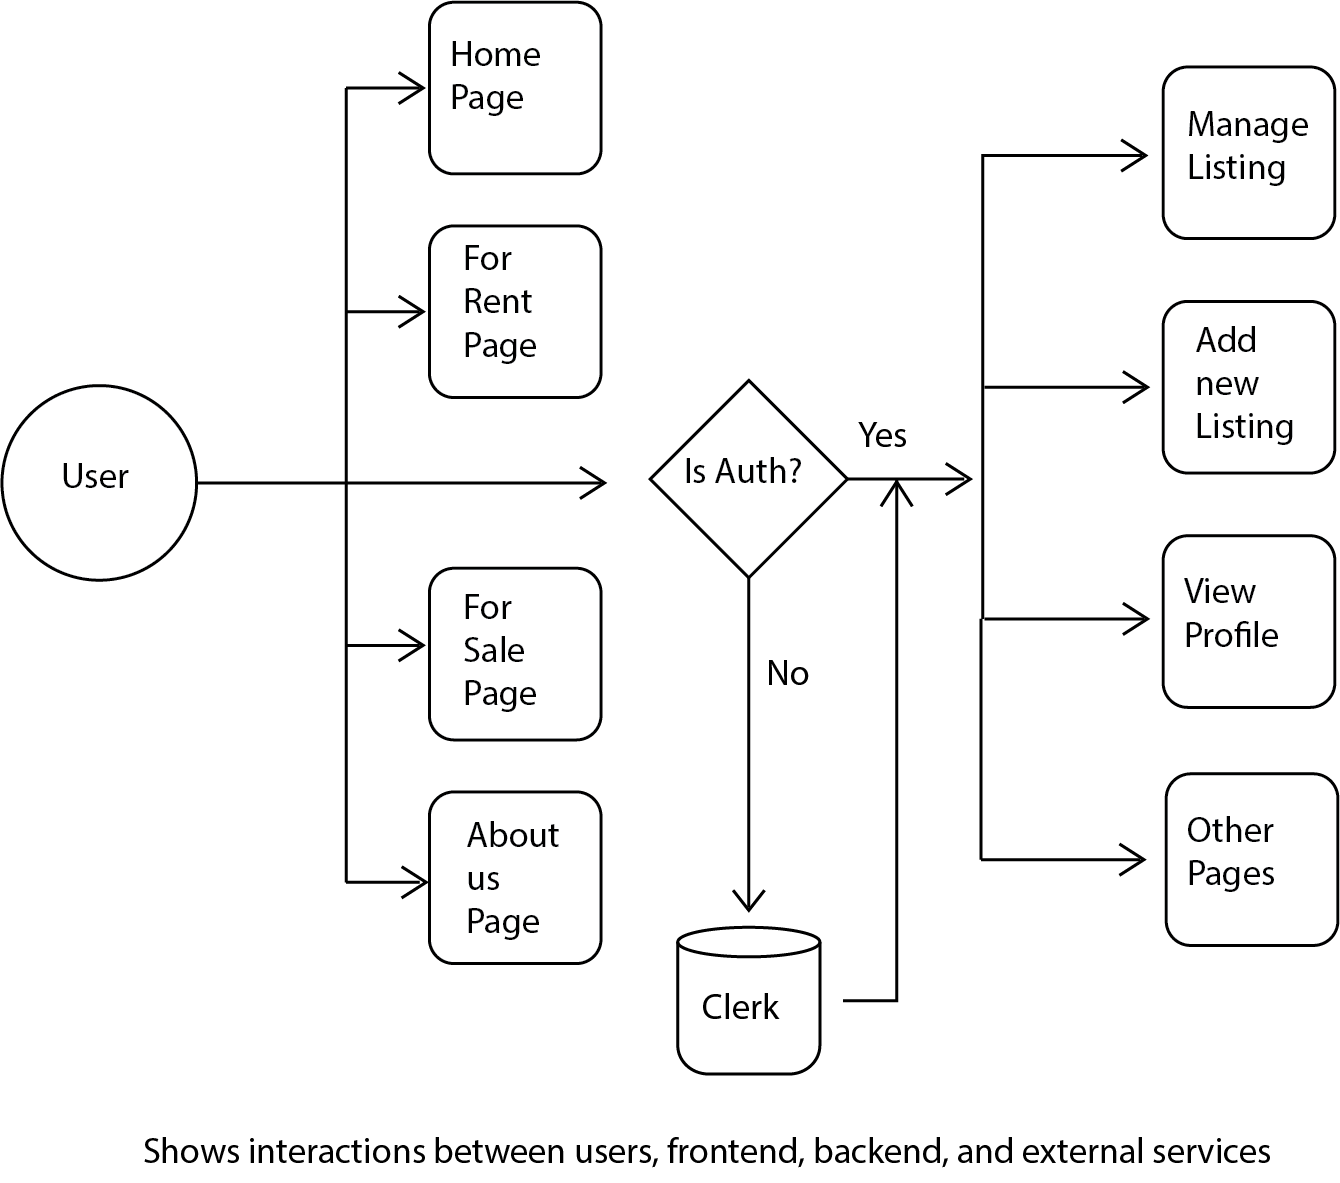 Home
Page
For
Rent
Page
User
For
Sale
Page
About
us
Page
Is Auth?
Yes
No
Clerk
Manage
Listing
Add
new
Listing
View
Profile
Other
Pages
Shows interactions between users, frontend, backend, and external services